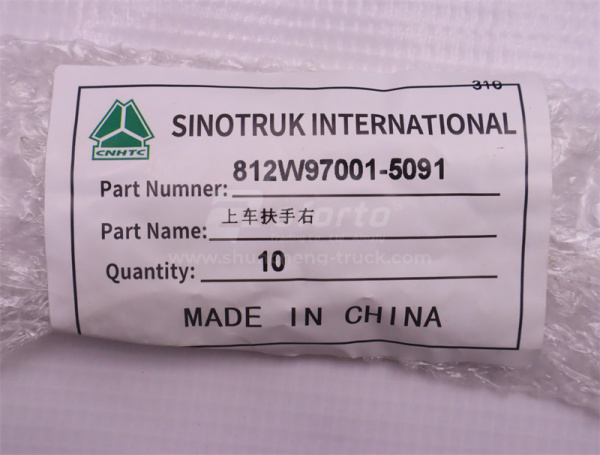 310
CNHTC
SINOTRUK INTERNATIONAL
Part Numner: 812W97001-5091
Part Name: 上车扶手右
Quantity: 10
MADE IN CHINA